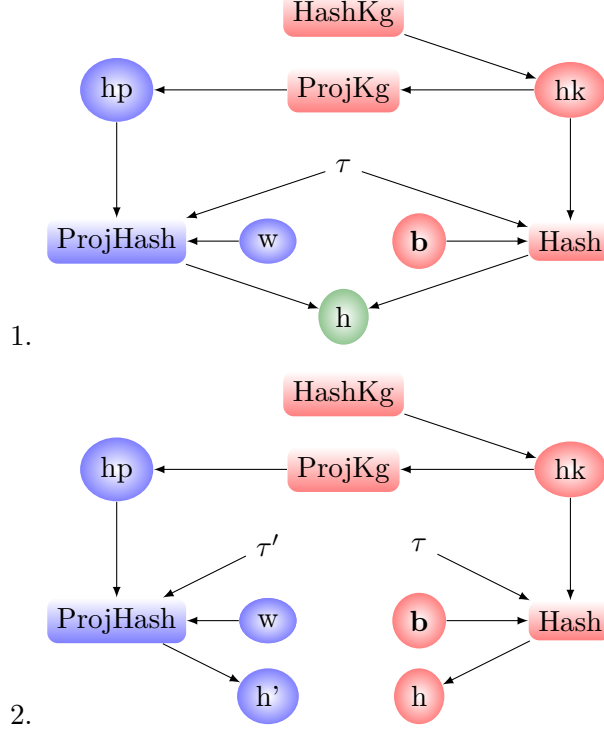 HashKg
hp ProjKg hk
τ
ProjHash w b Hash
h
1.
HashKg
hp ProjKg hk
τ′ τ
ProjHash w b Hash
h' h
2.